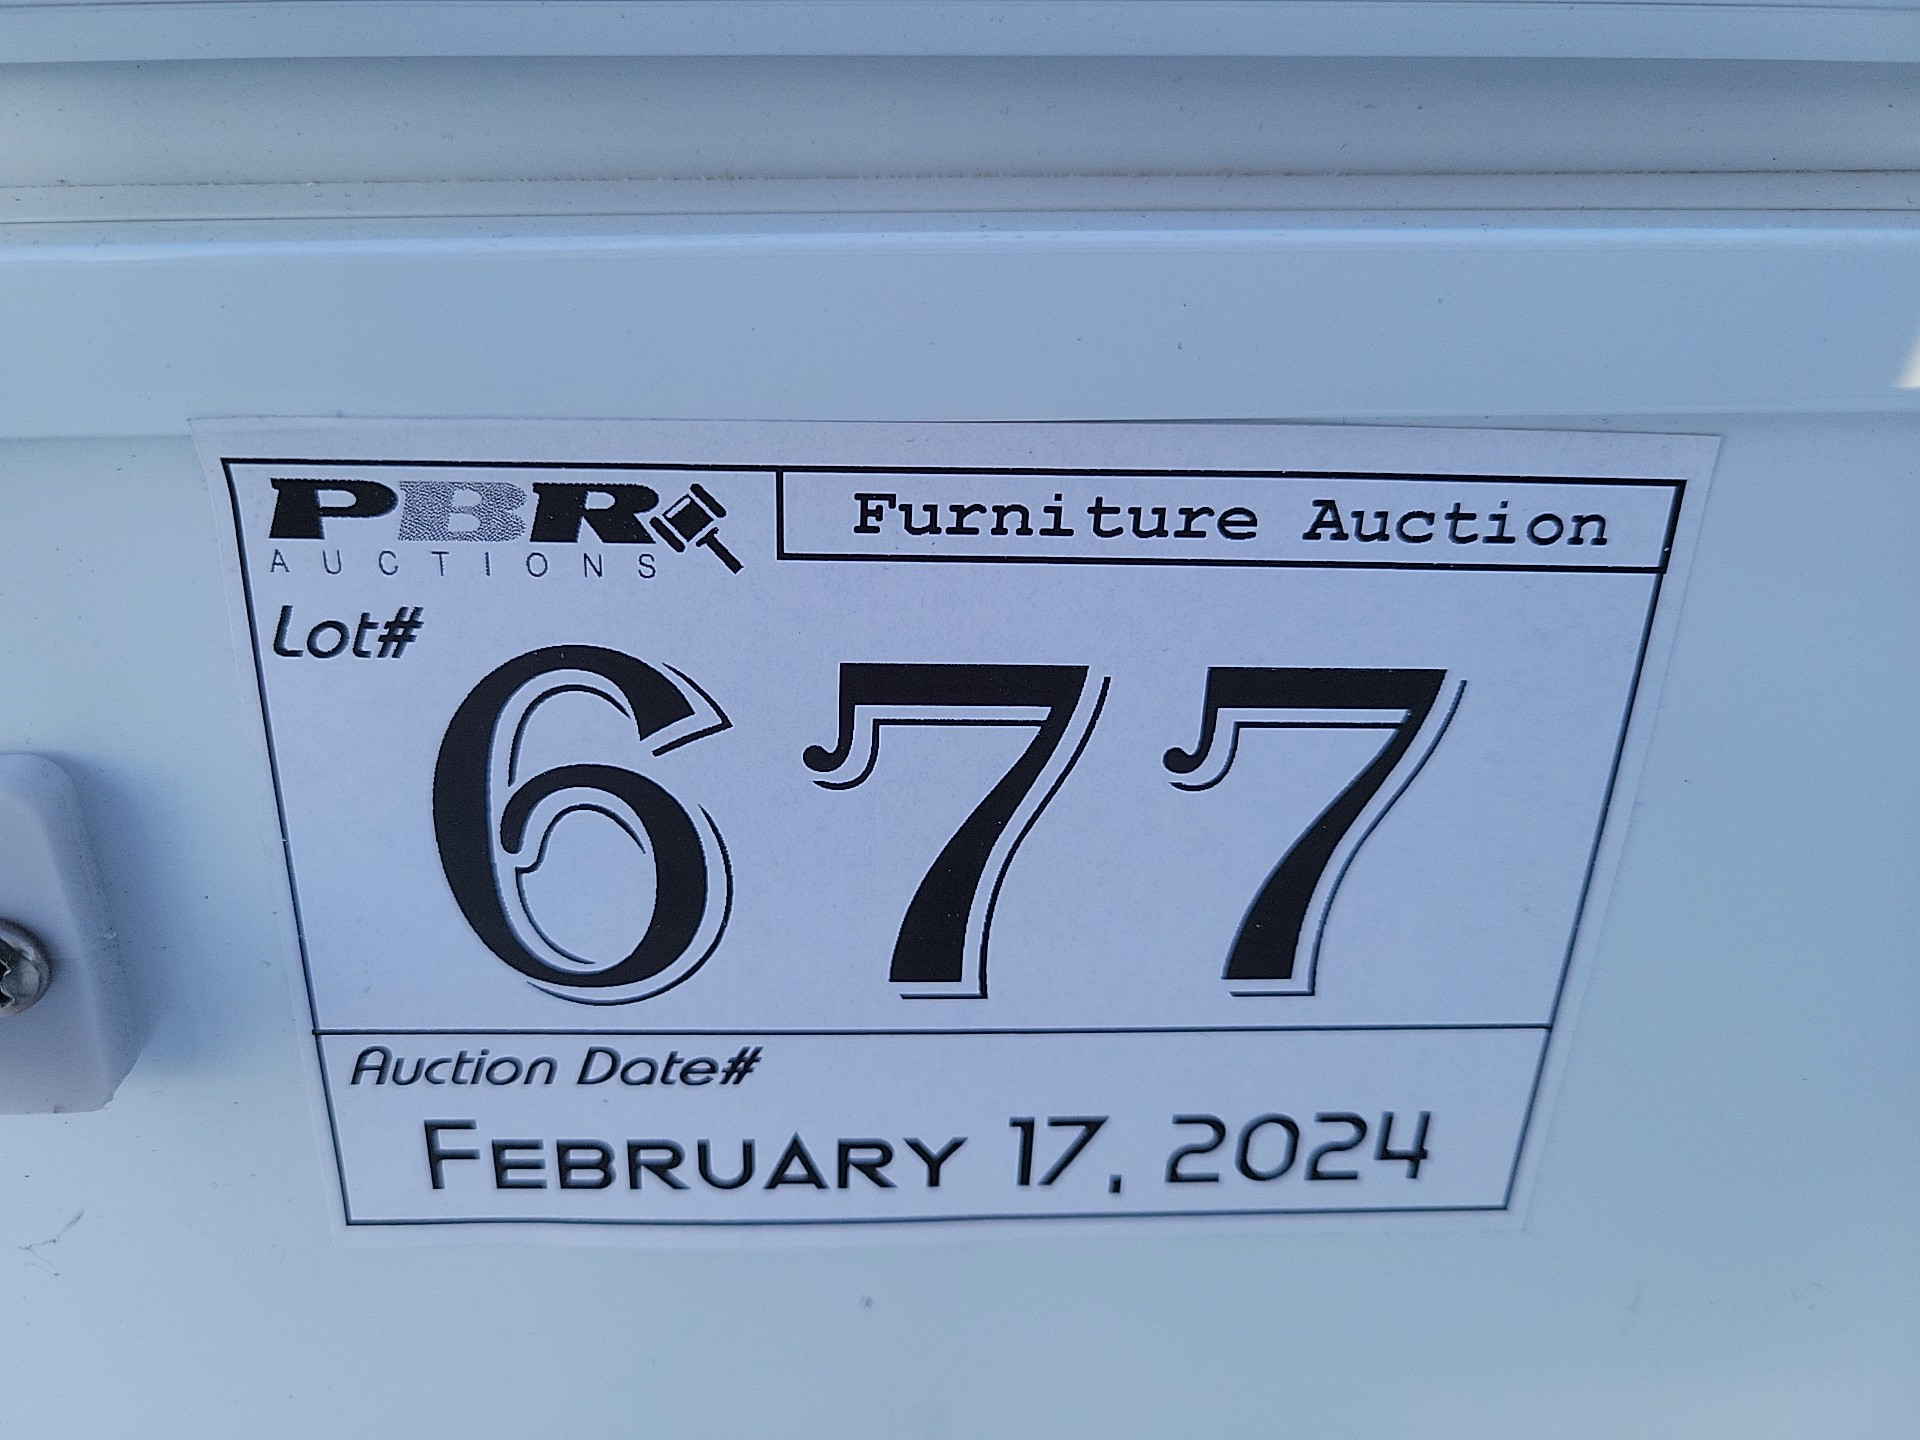 PBR
AUCTIONS
Furniture Auction
Lot#
677
Auction Date#
FEBRUARY 17, 2024